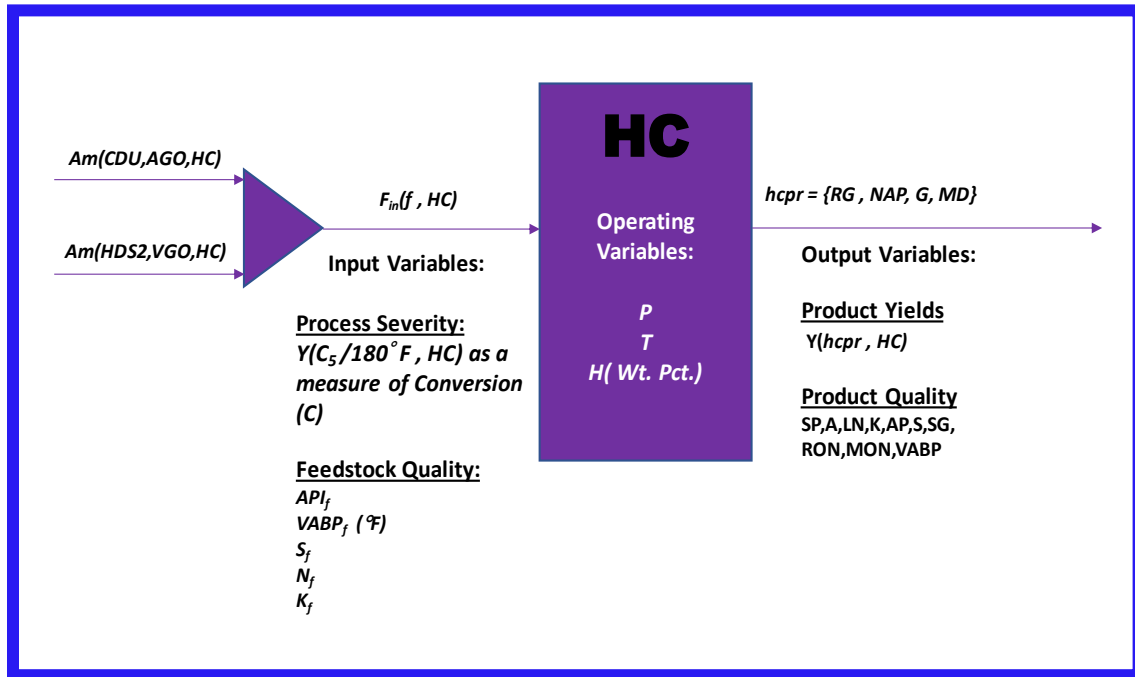 Am(CDU,AGO,HC)
Am(HDS2,VGO,HC)
Fin(f , HC)
Input Variables:
Process Severity:
Y(C5/180°F , HC) as a
measure of Conversion
(C)
Feedstock Quality:
APIf
VABPf (°F)
Sf
Nf
Kf
HC
Operating
Variables:
P
T
H( Wt. Pct.)
hcpr = {RG , NAP, G, MD}
Output Variables:
Product Yields
Y(hcpr , HC)
Product Quality
SP,A,LN,K,AP,S,SG,
RON,MON,VABP